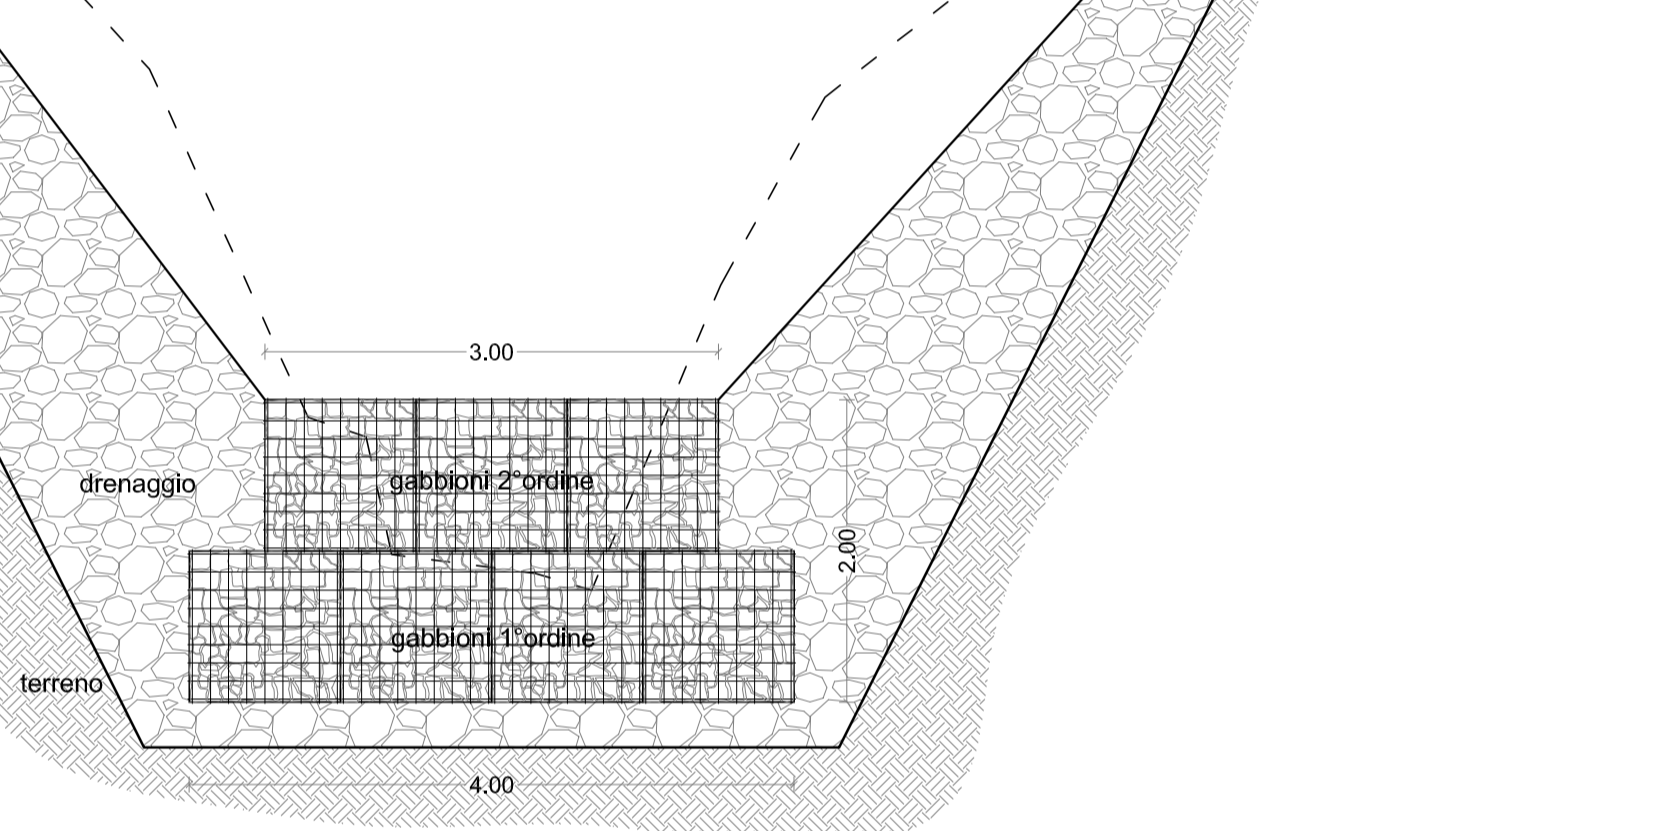 3.00
drenaggio
gabbioni 2°ordine
2.00
gabbioni 1°ordine
terreno
4.00